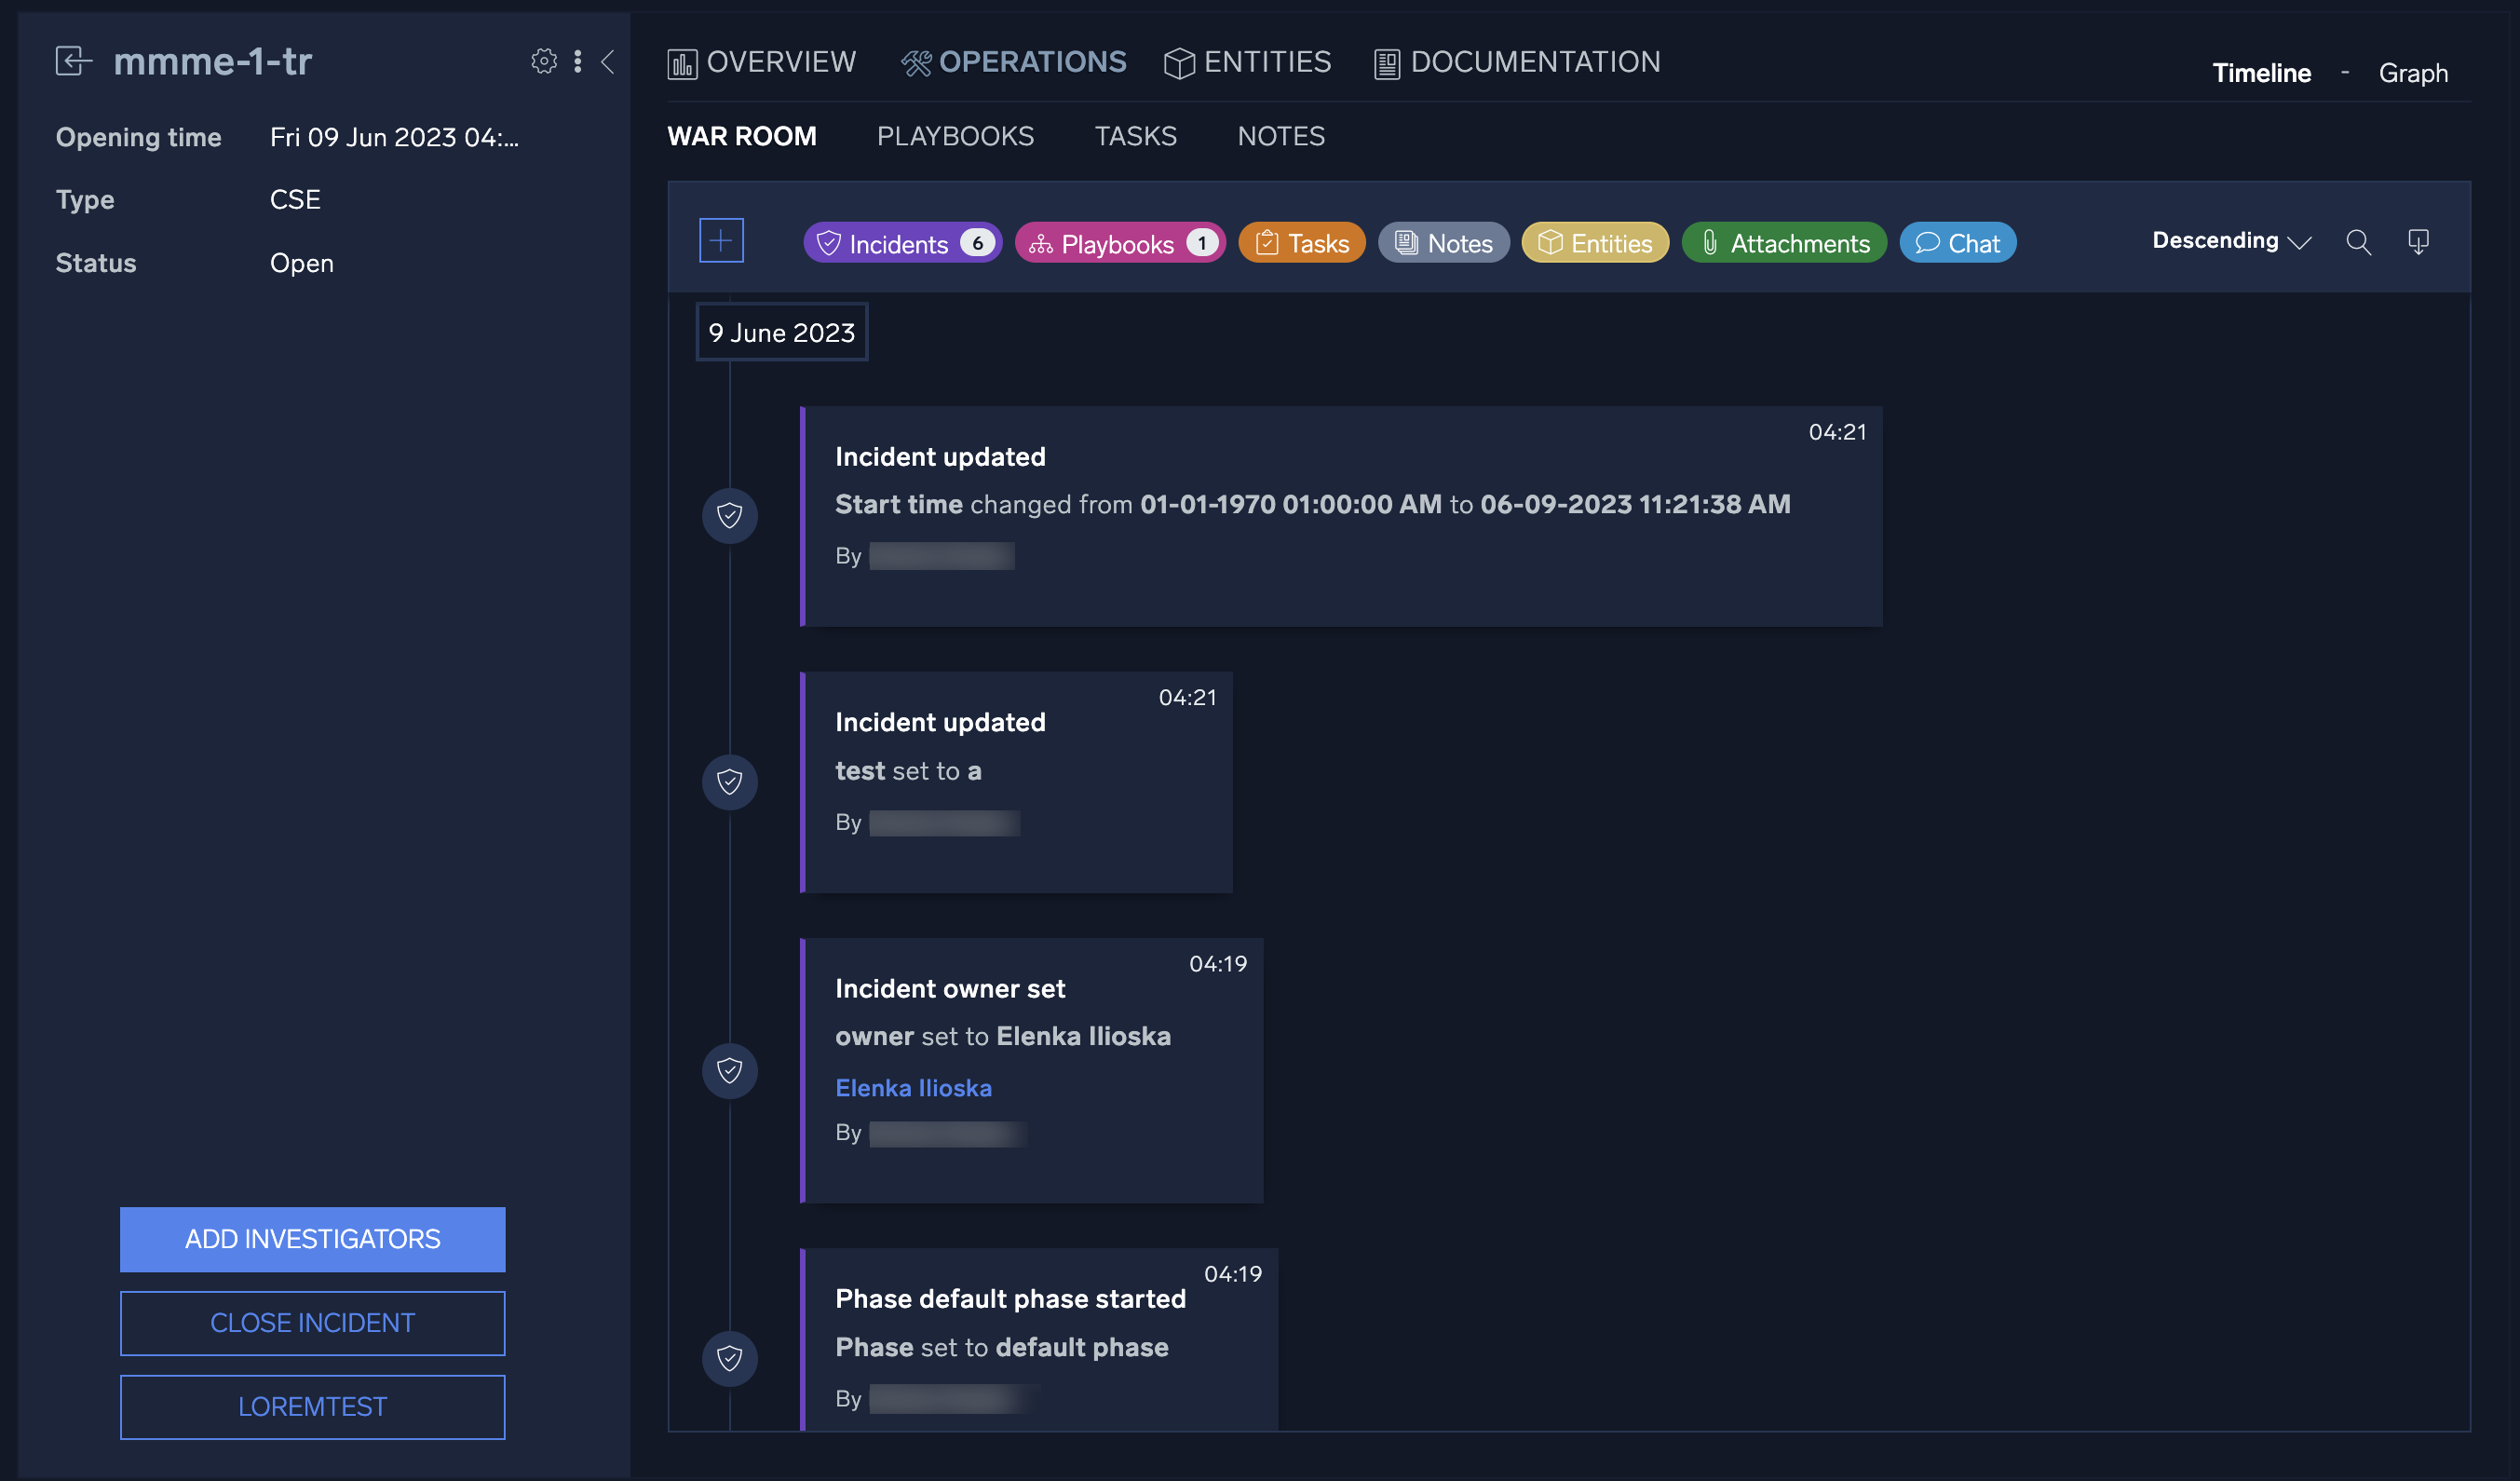 mmme-1-tr
Opening time Fri 09 Jun 2023 04:...
Type CSE
Status Open
ADD INVESTIGATORS
CLOSE INCIDENT
LOREMTEST
OVERVIEW OPERATIONS ENTITIES DOCUMENTATION
Timeline - Graph
WAR ROOM PLAYBOOKS TASKS NOTES
Incidents 6 Playbooks 1 Tasks Notes Entities Attachments Chat Descending
9 June 2023
04:21
Incident updated
Start time changed from 01-01-1970 01:00:00 AM to 06-09-2023 11:21:38 AM
By
04:21
Incident updated
test set to a
By
04:19
Incident owner set
owner set to Elenka Ilioska
Elenka Ilioska
By
04:19
Phase default phase started
Phase set to default phase
By